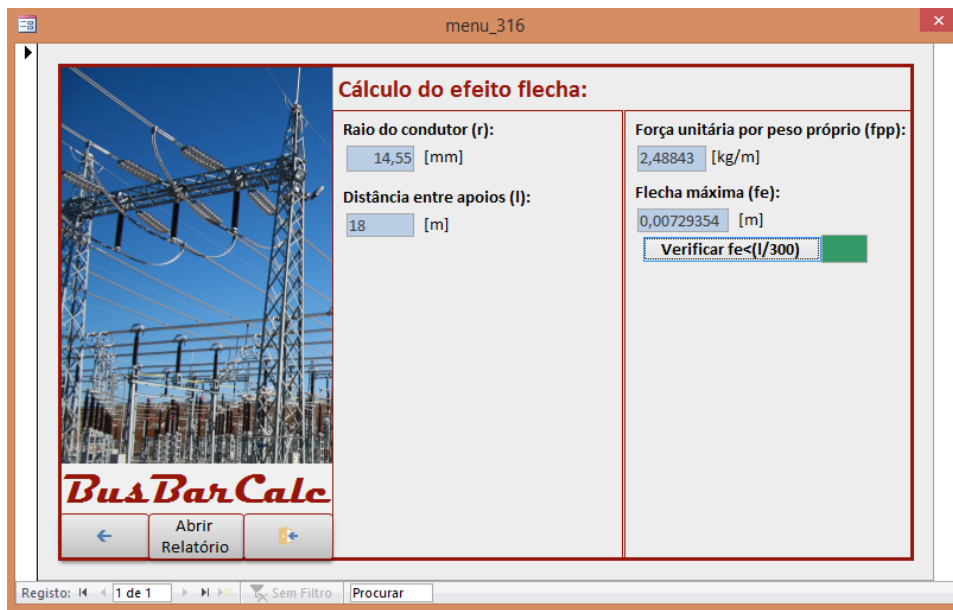 menu_316
Cálculo do efeito flecha:
Raio do condutor (r):
14,55 [mm]
Distância entre apoios (l):
18 [m]
Força unitária por peso próprio (fpp):
2,48843 [kg/m]
Flecha máxima (fe):
0,00729354 [m]
Verificar fe<(l/300)
BusBarCalc
Abrir
Relatório
Registo: 1 de 1 Sem Filtro Procurar